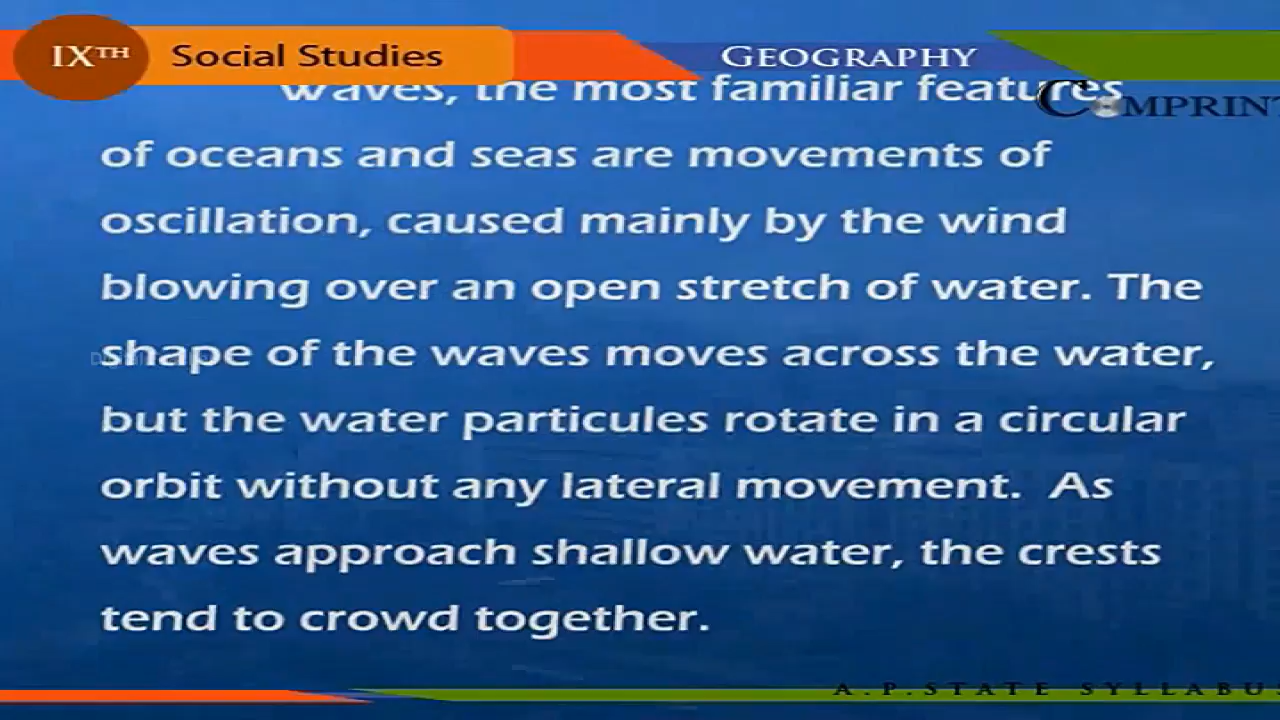 IXTH Social Studies
GEOGRAPHY
COMPRINT
waves, the most familiar features
of oceans and seas are movements of
oscillation, caused mainly by the wind
blowing over an open stretch of water. The
shape of the waves moves across the water,
but the water particules rotate in a circular
orbit without any lateral movement. As
waves approach shallow water, the crests
tend to crowd together.
A.P.STATE SYLLABUS